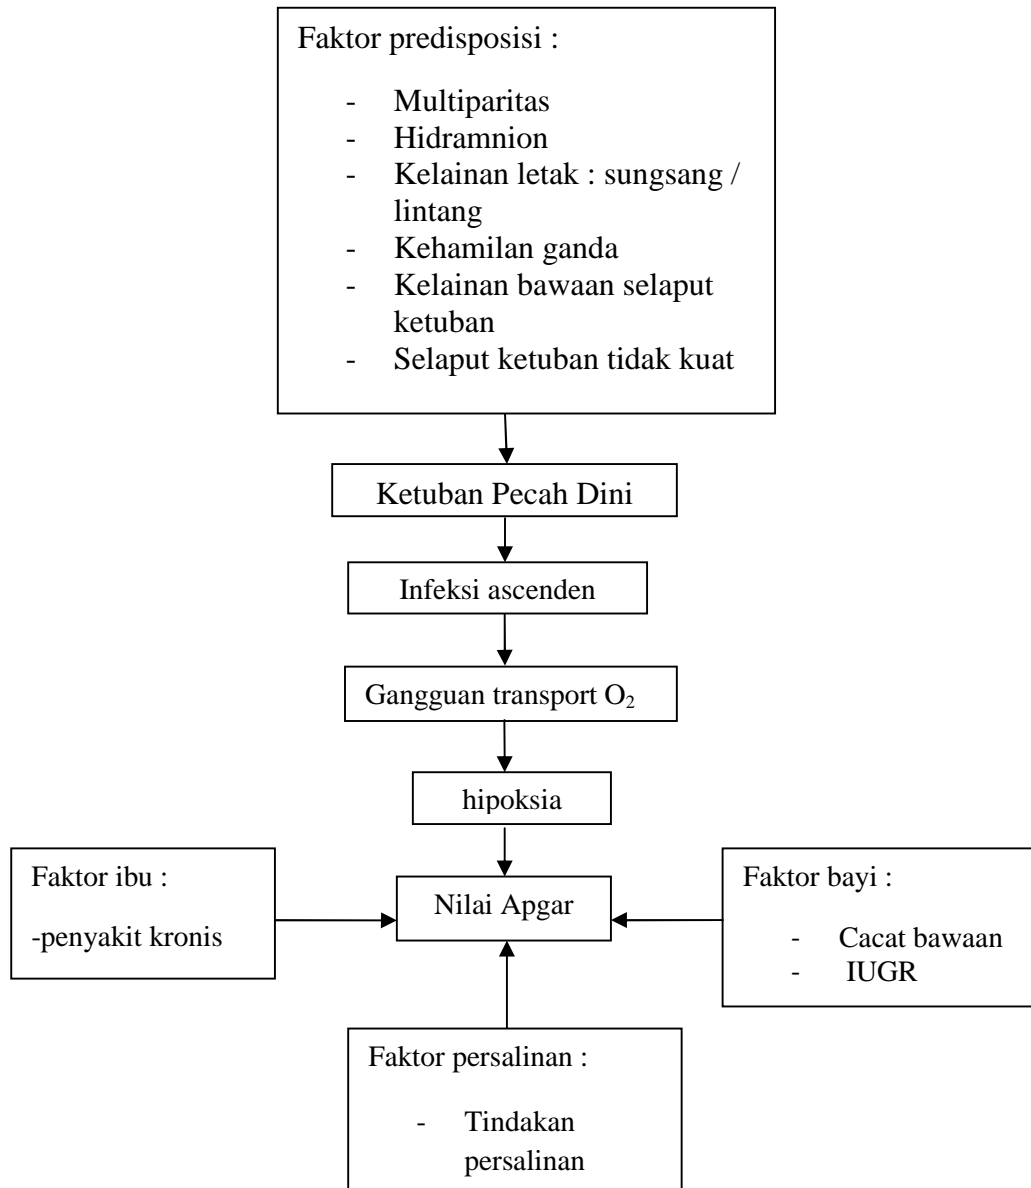 Faktor predisposisi :
- Multiparitas
- Hidramnion
- Kelainan letak : sungsang /
lintang
- Kehamilan ganda
- Kelainan bawaan selaput
ketuban
- Selaput ketuban tidak kuat
Ketuban Pecah Dini
Infeksi ascenden
Gangguan transport O₂
hipoksia
Faktor ibu :
-penyakit kronis
Nilai Apgar
Faktor bayi :
- Cacat bawaan
- IUGR
Faktor persalinan :
- Tindakan
persalinan